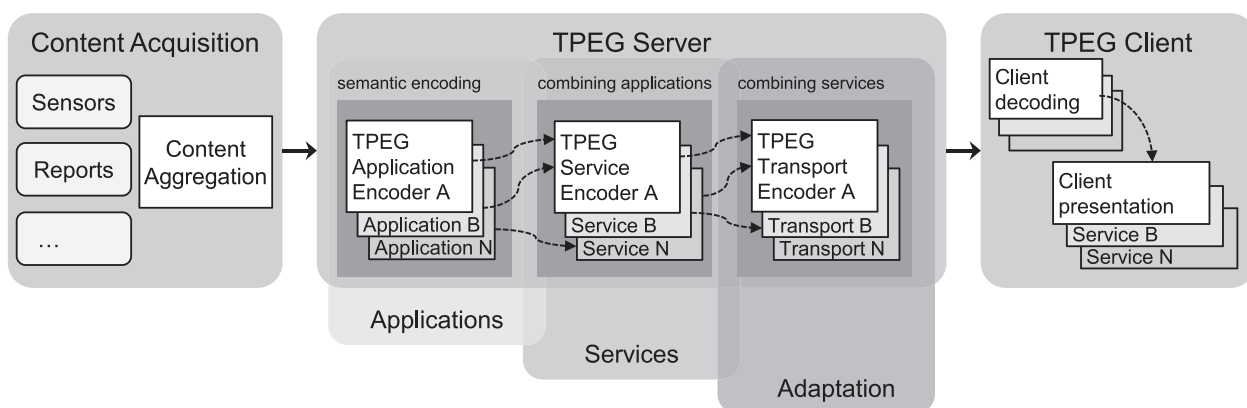 Content Acquisition
Sensors
Reports
...
Content
Aggregation
TPEG Server
semantic encoding
TPEG
Application
Encoder A
Application B
Application N
combining applications
TPEG
Service
Encoder A
Service B
Service N
combining services
TPEG
Transport
Encoder A
Transport B
Transport N
Applications
Services
Adaptation
TPEG Client
Client
decoding
Client
presentation
Service B
Service N